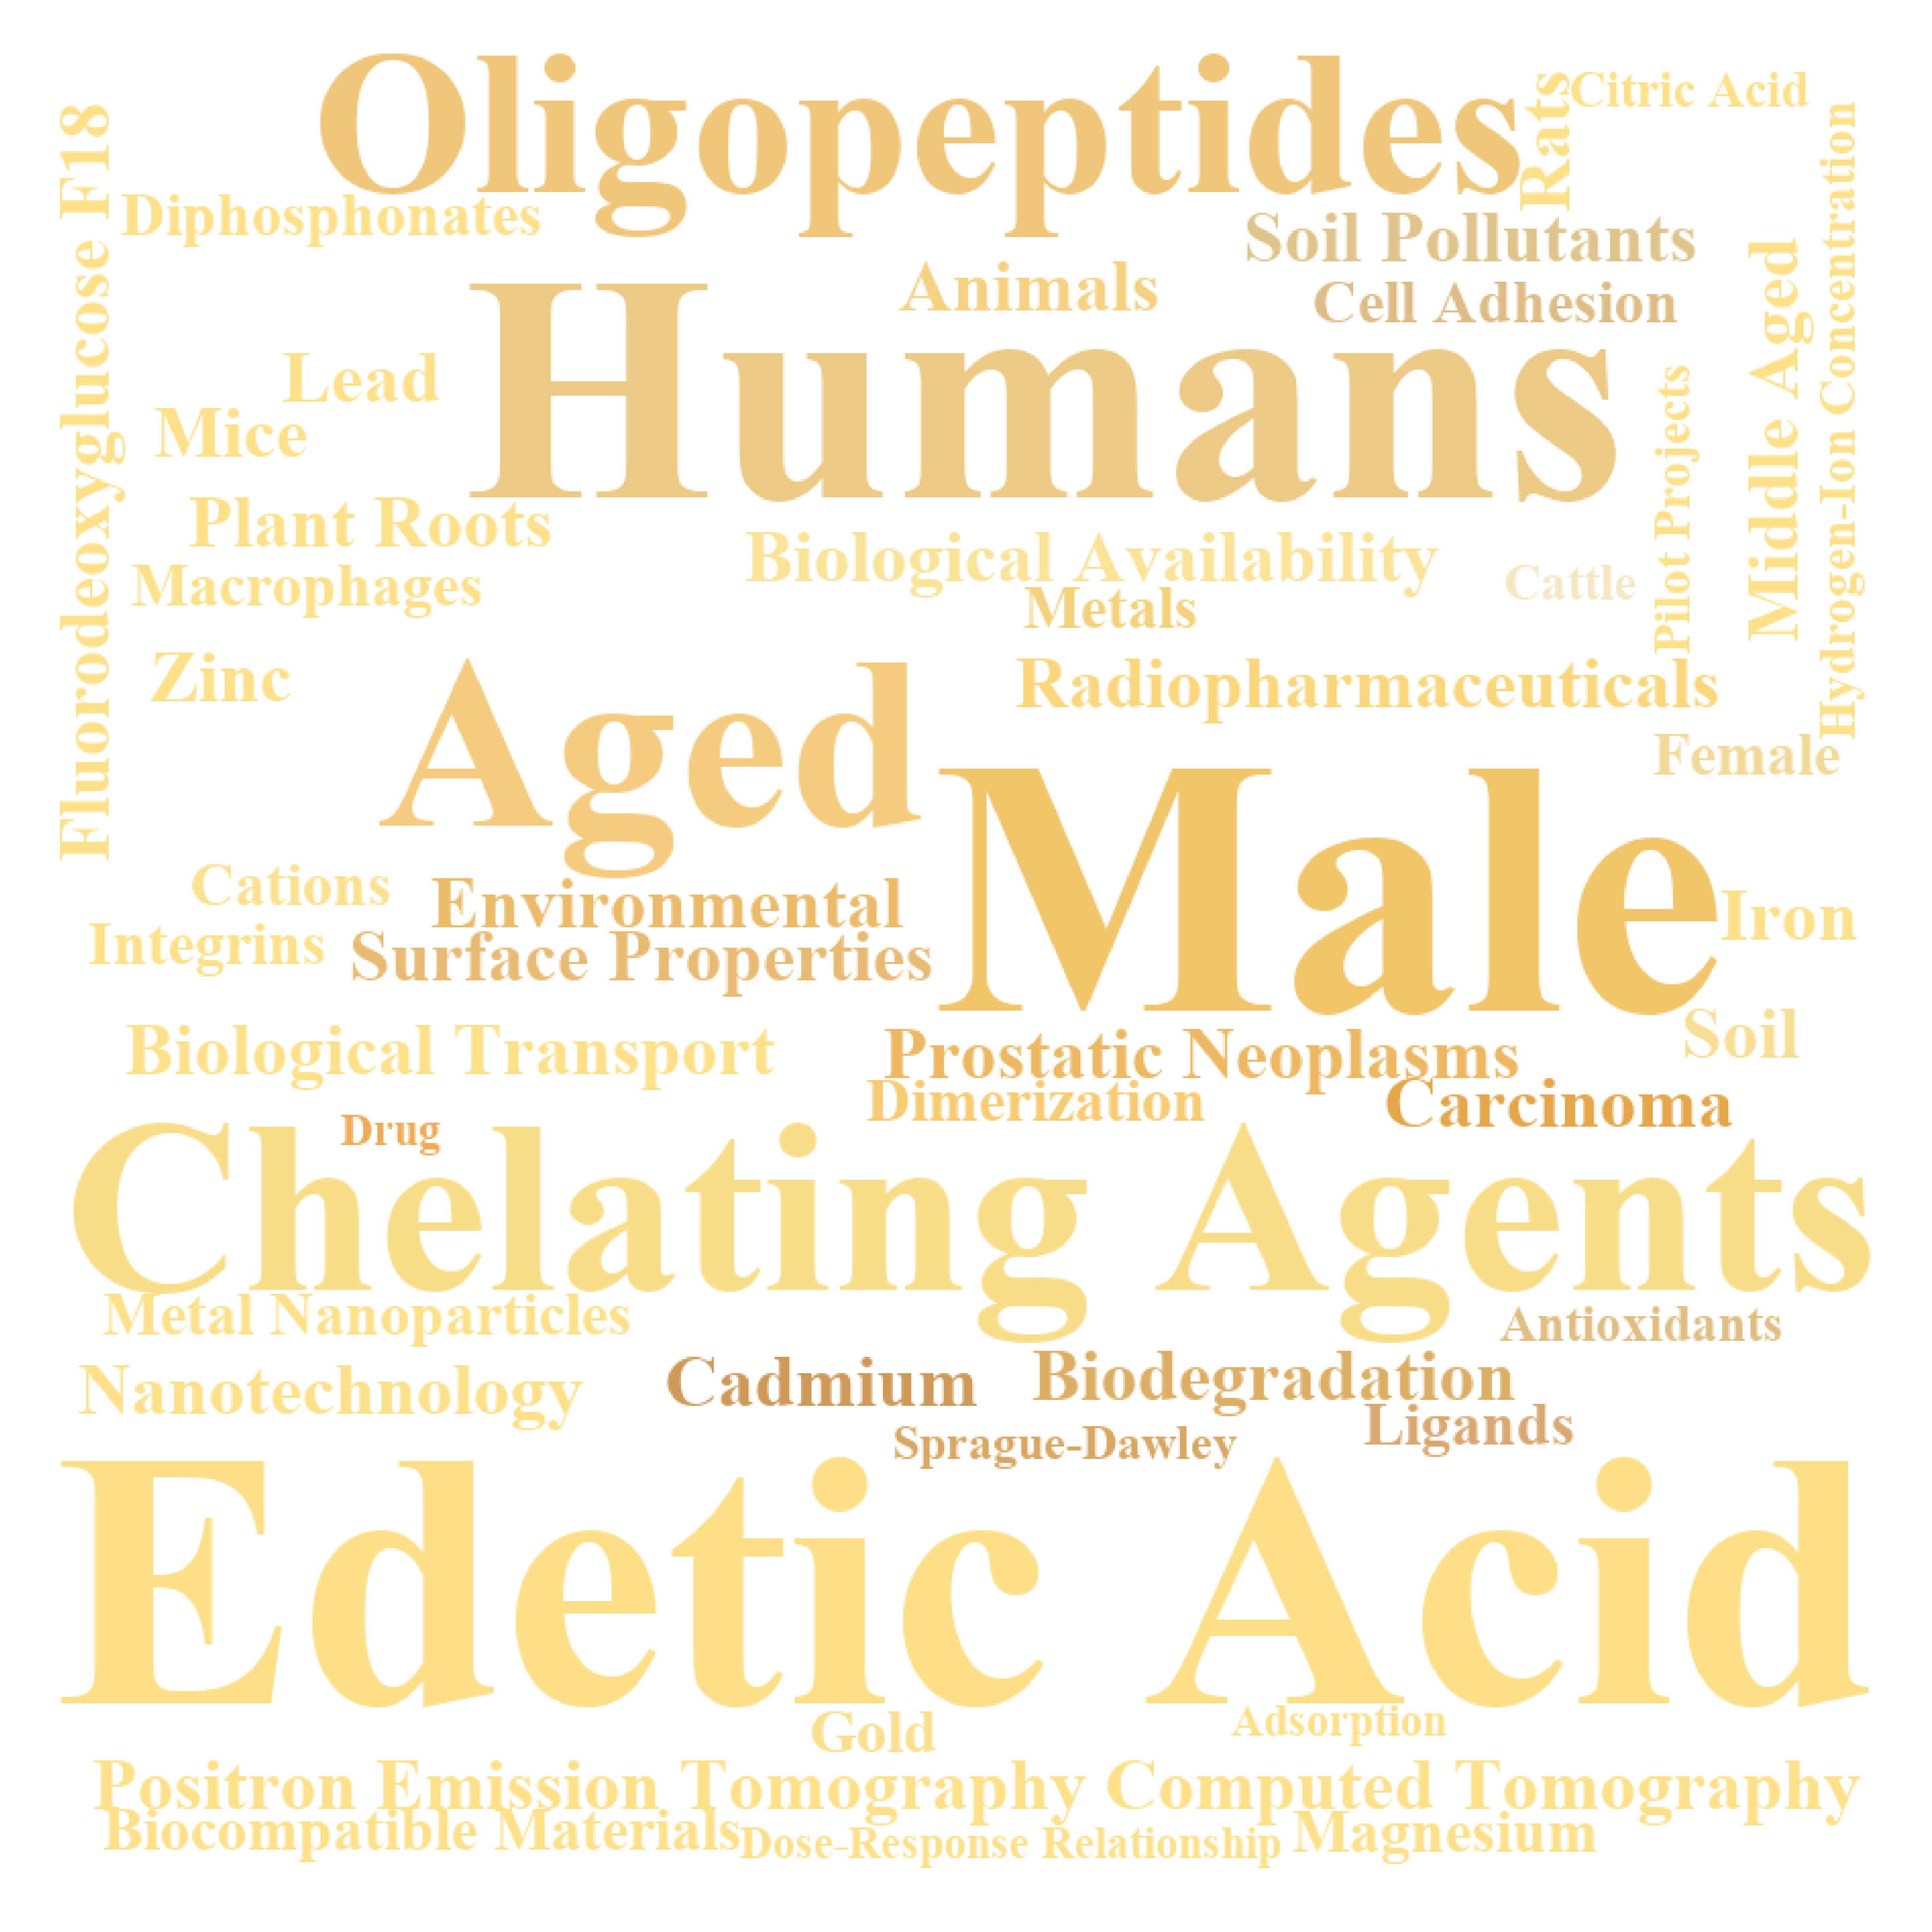 Oligopeptides
Rats
Citric Acid
Fluorodeoxyglucose F18
Diphosphonates
Soil Pollutants
Hydrogen-Ion Concentration
Animals
Cell Adhesion
Middle Aged
Humans
Lead
Mice
Pilot Projects
Plant Roots
Biological Availability
Macrophages
Cattle
Metals
Zinc
Aged
Radiopharmaceuticals
Female
Male
Cations
Environmental
Iron
Integrins
Surface Properties
Biological Transport
Prostatic Neoplasms
Soil
Dimerization
Carcinoma
Drug
Chelating Agents
Metal Nanoparticles
Antioxidants
Nanotechnology
Cadmium
Biodegradation
Ligands
Sprague-Dawley
Edetic Acid
Gold
Adsorption
Positron Emission Tomography Computed Tomography
Biocompatible Materials
Dose-Response Relationship
Magnesium